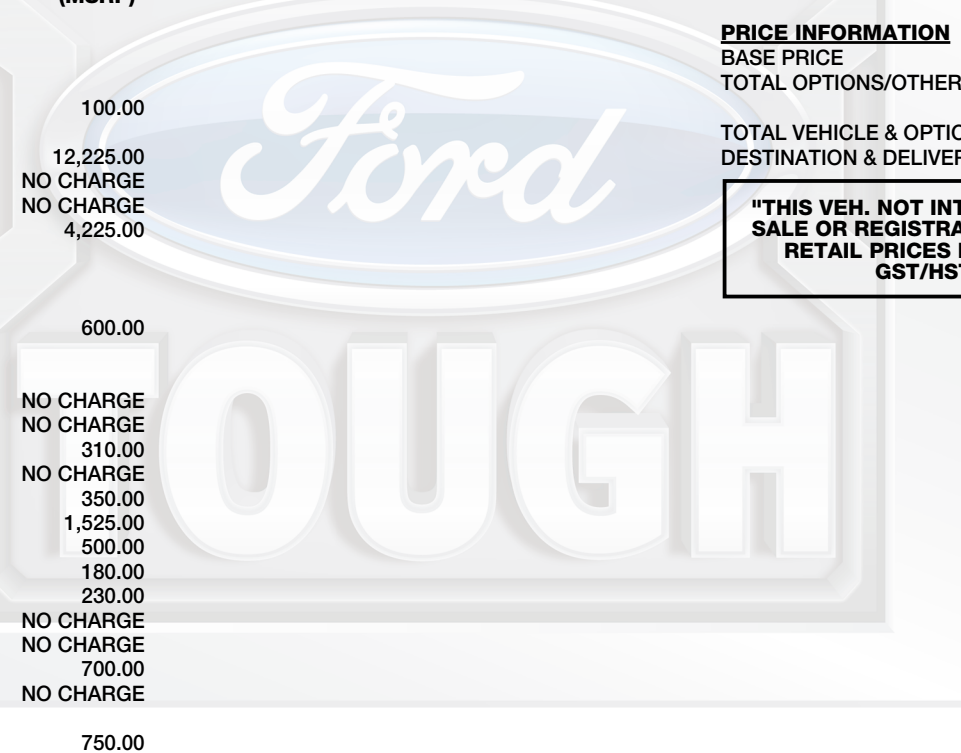 (MSRP)
100.00
12,225.00
NO CHARGE
NO CHARGE
4,225.00
600.00
NO CHARGE
NO CHARGE
310.00
NO CHARGE
350.00
1,525.00
500.00
180.00
230.00
NO CHARGE
NO CHARGE
700.00
NO CHARGE
750.00
PRICE INFORMATION
BASE PRICE
TOTAL OPTIONS/OTHER
TOTAL VEHICLE & OPTIO
DESTINATION & DELIVER
"THIS VEH. NOT INT
SALE OR REGISTRA
RETAIL PRICES
GST/HST
Ford
TOUGH